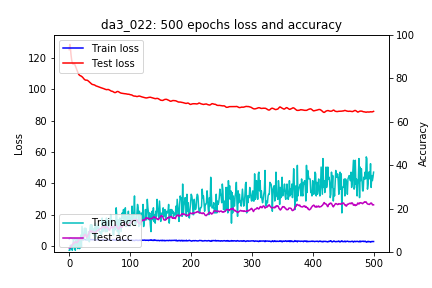 da3_022: 500 epochs loss and accuracy
Train loss
Test loss
Train acc
Test acc
Loss
Accuracy
0
20
40
60
80
100
120
0
20
40
60
80
100
0
100
200
300
400
500